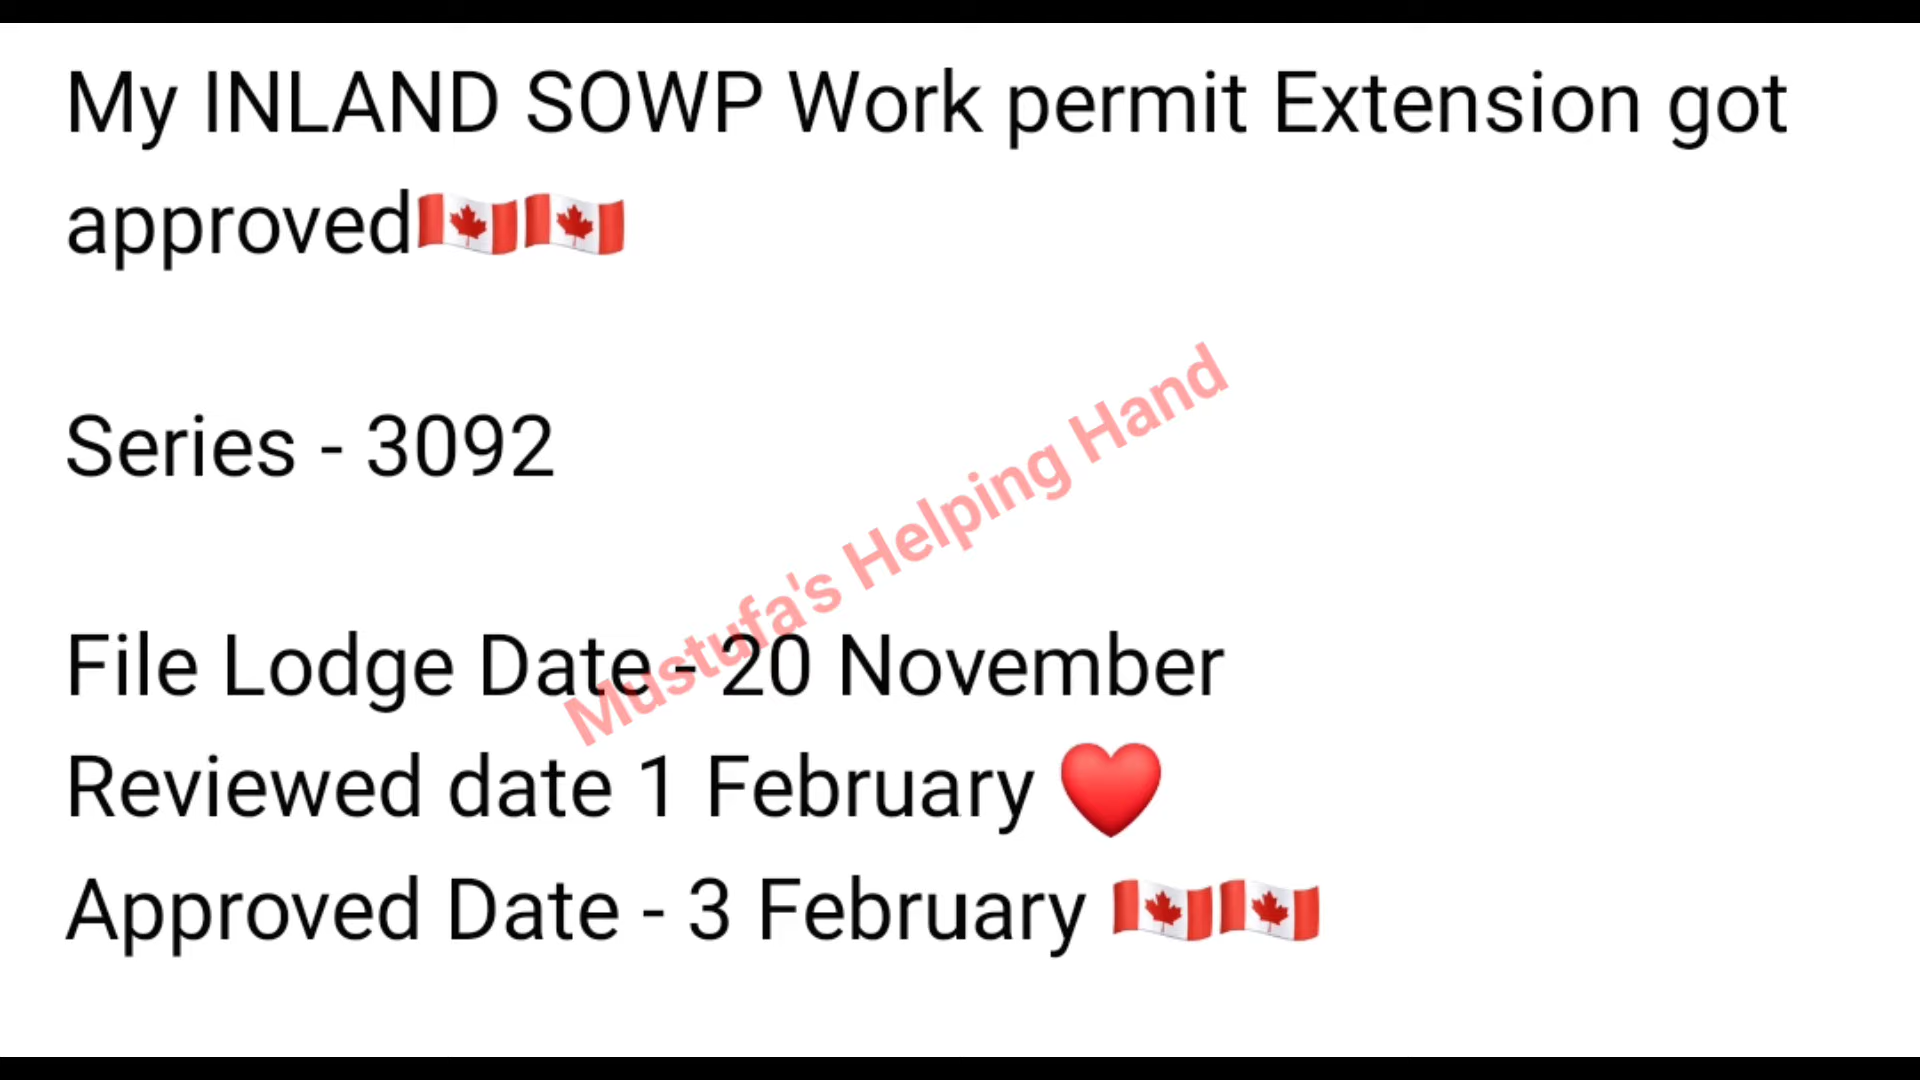 My INLAND SOWP Work permit Extension got
approved🇨🇦🇨🇦
Series - 3092
Mustufa's Helping Hand
File Lodge Date - 20 November
Reviewed date 1 February ❤️
Approved Date - 3 February 🇨🇦🇨🇦